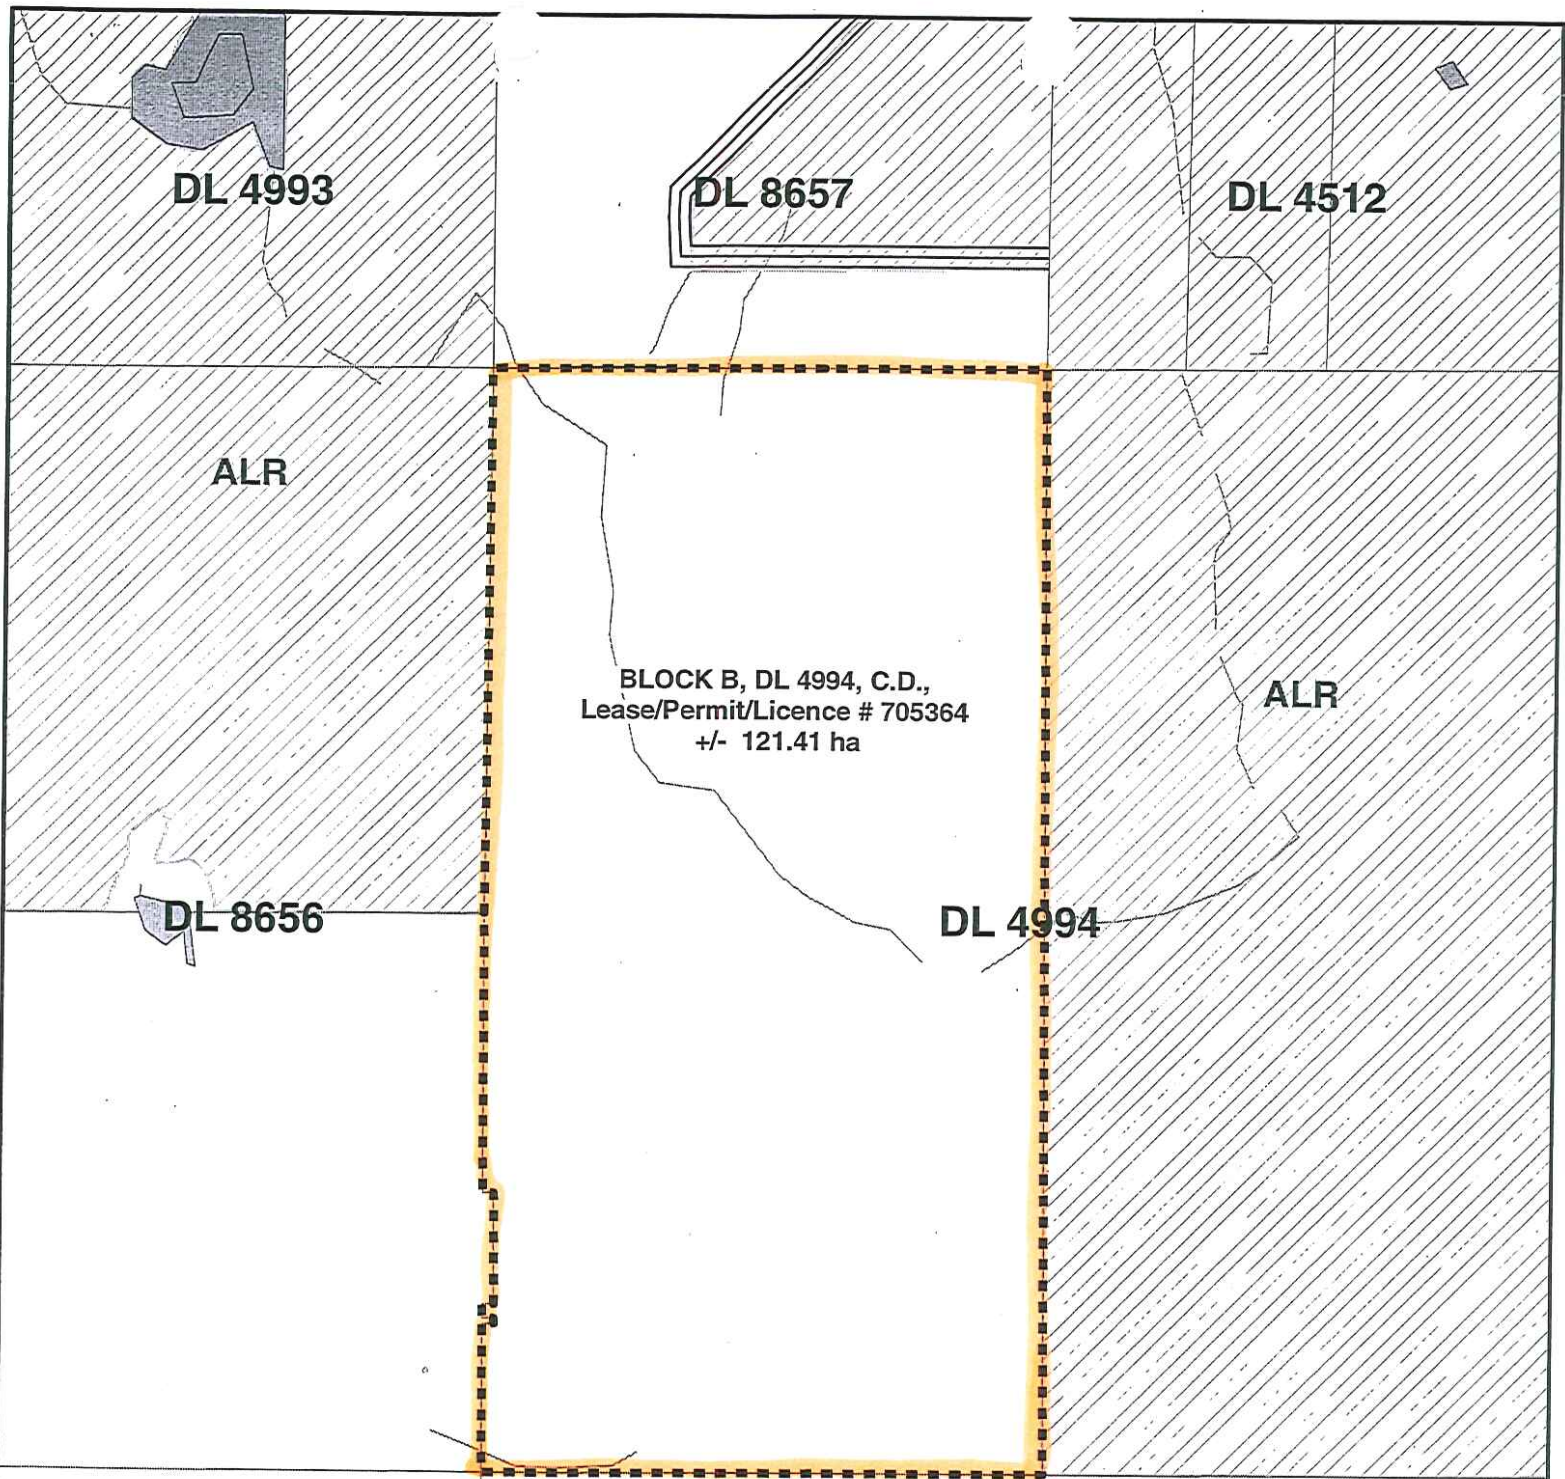 DL 4993
DL 8657
DL 4512
ALR
BLOCK B, DL 4994, C.D.,
Lease/Permit/Licence # 705364
+/- 121.41 ha
ALR
DL 8656
DL 4994